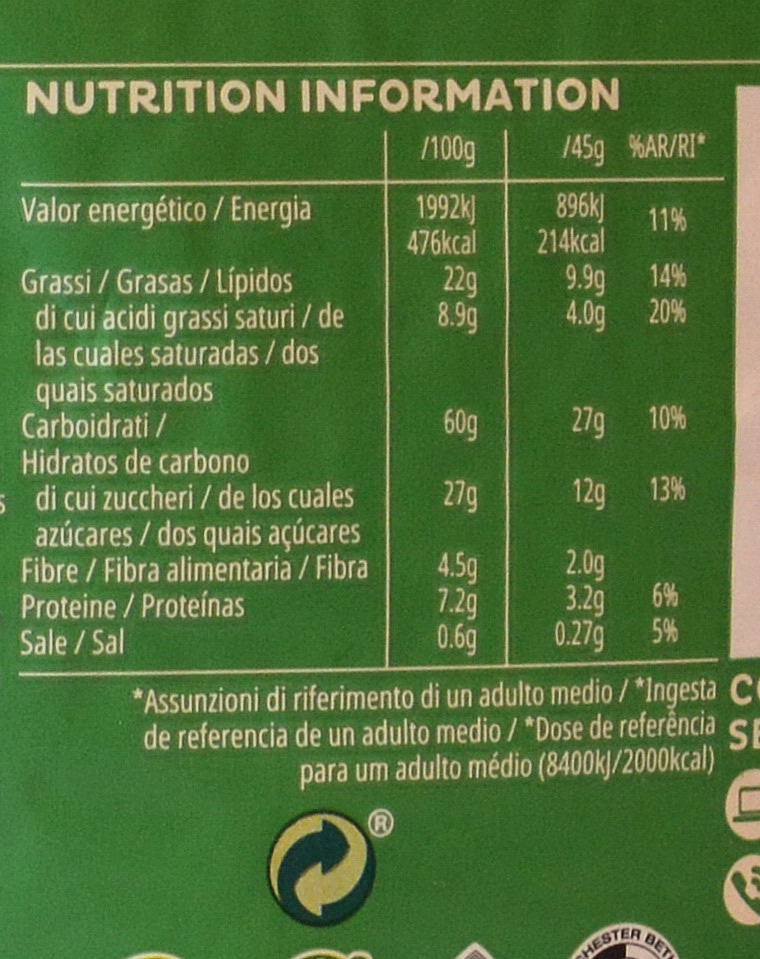 NUTRITION INFORMATION
/100g /45g %AR/RI*
Valor energético / Energia 1992kJ 896kJ 11%
476kcal 214kcal
Grassi / Grasas / Lípidos 22g 9.9g 14%
di cui acidi grassi saturi / de 8.9g 4.0g 20%
las cuales saturadas / dos
quais saturados
Carboidrati / 60g 27g 10%
Hidratos de carbono
di cui zuccheri / de los cuales 27g 12g 13%
azúcares / dos quais açúcares
Fibre / Fibra alimentaria / Fibra 4.5g 2.0g
Proteine / Proteínas 7.2g 3.2g 6%
Sale / Sal 0.6g 0.27g 5%
*Assunzioni di riferimento di un adulto medio / *Ingesta
de referencia de un adulto medio / *Dose de referência
para um adulto médio (8400kJ/2000kcal)
®